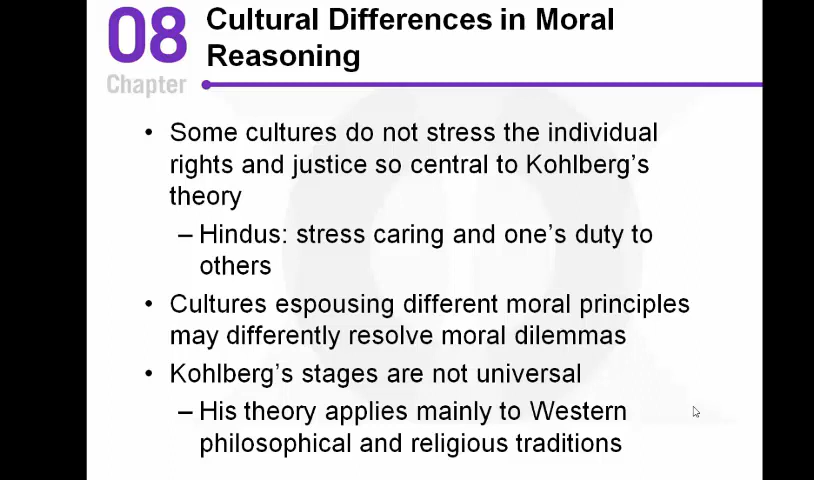 08
Chapter
Cultural Differences in Moral
Reasoning
• Some cultures do not stress the individual
rights and justice so central to Kohlberg's
theory
– Hindus: stress caring and one's duty to
others
• Cultures espousing different moral principles
may differently resolve moral dilemmas
• Kohlberg's stages are not universal
– His theory applies mainly to Western
philosophical and religious traditions